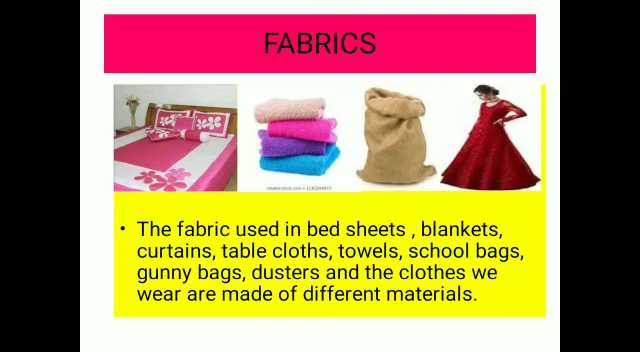 FABRICS
• The fabric used in bed sheets , blankets,
curtains, table cloths, towels, school bags,
gunny bags, dusters and the clothes we
wear are made of different materials.